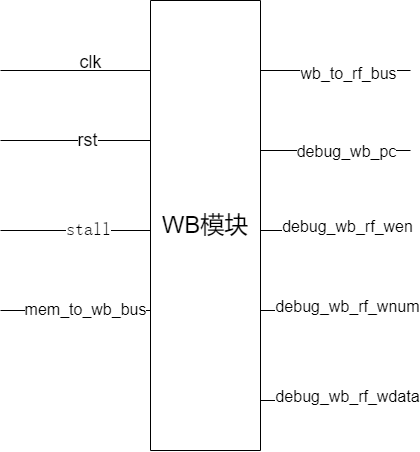 clk
rst
stall
mem_to_wb_bus
WB模块
wb_to_rf_bus
debug_wb_pc
debug_wb_rf_wen
debug_wb_rf_wnum
debug_wb_rf_wdata